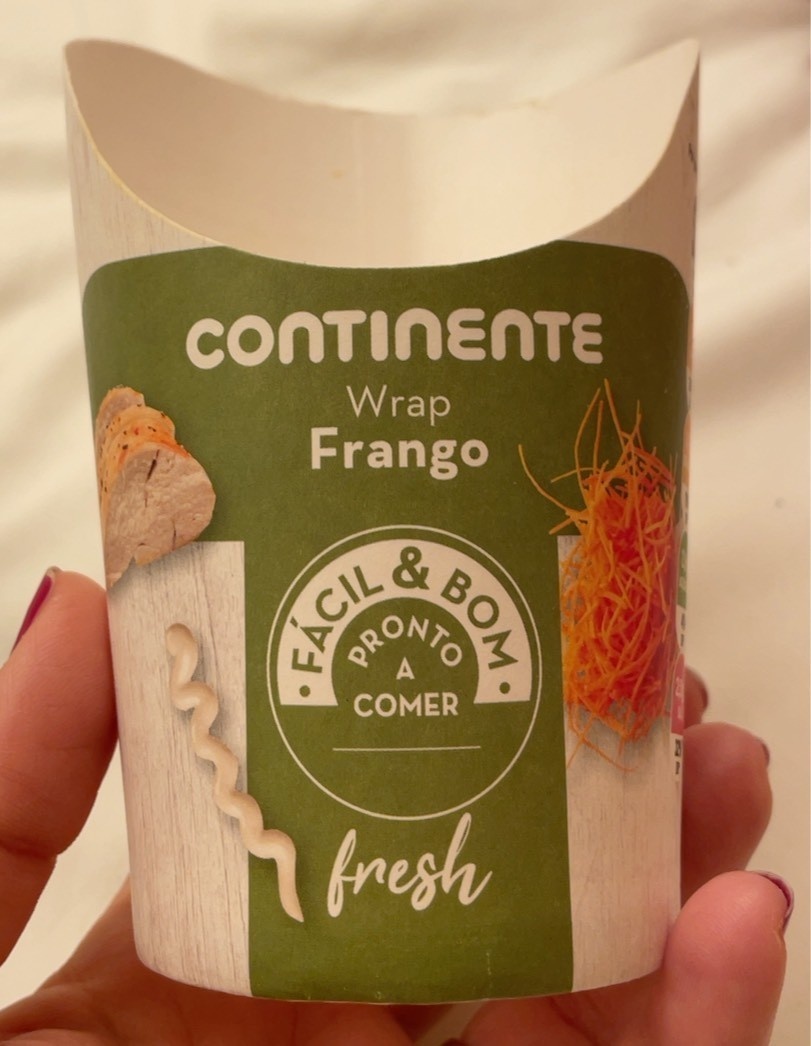 CONTINENTE
Wrap
Frango
• FÁCIL & BOM •
PRONTO
A
COMER
fresh